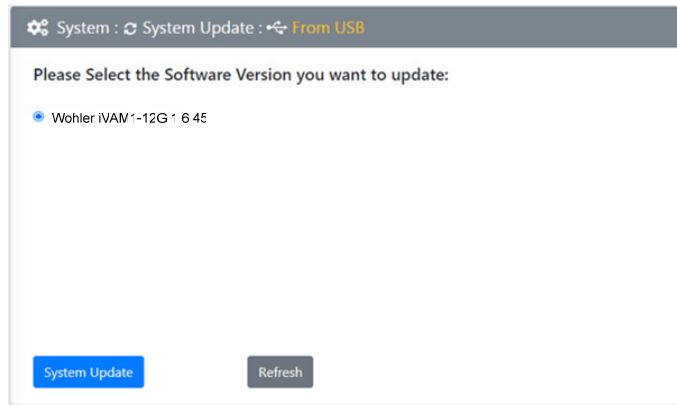 System : System Update : From USB
Please Select the Software Version you want to update:
Wohler iVAM1-12G 1 6 45
System Update
Refresh